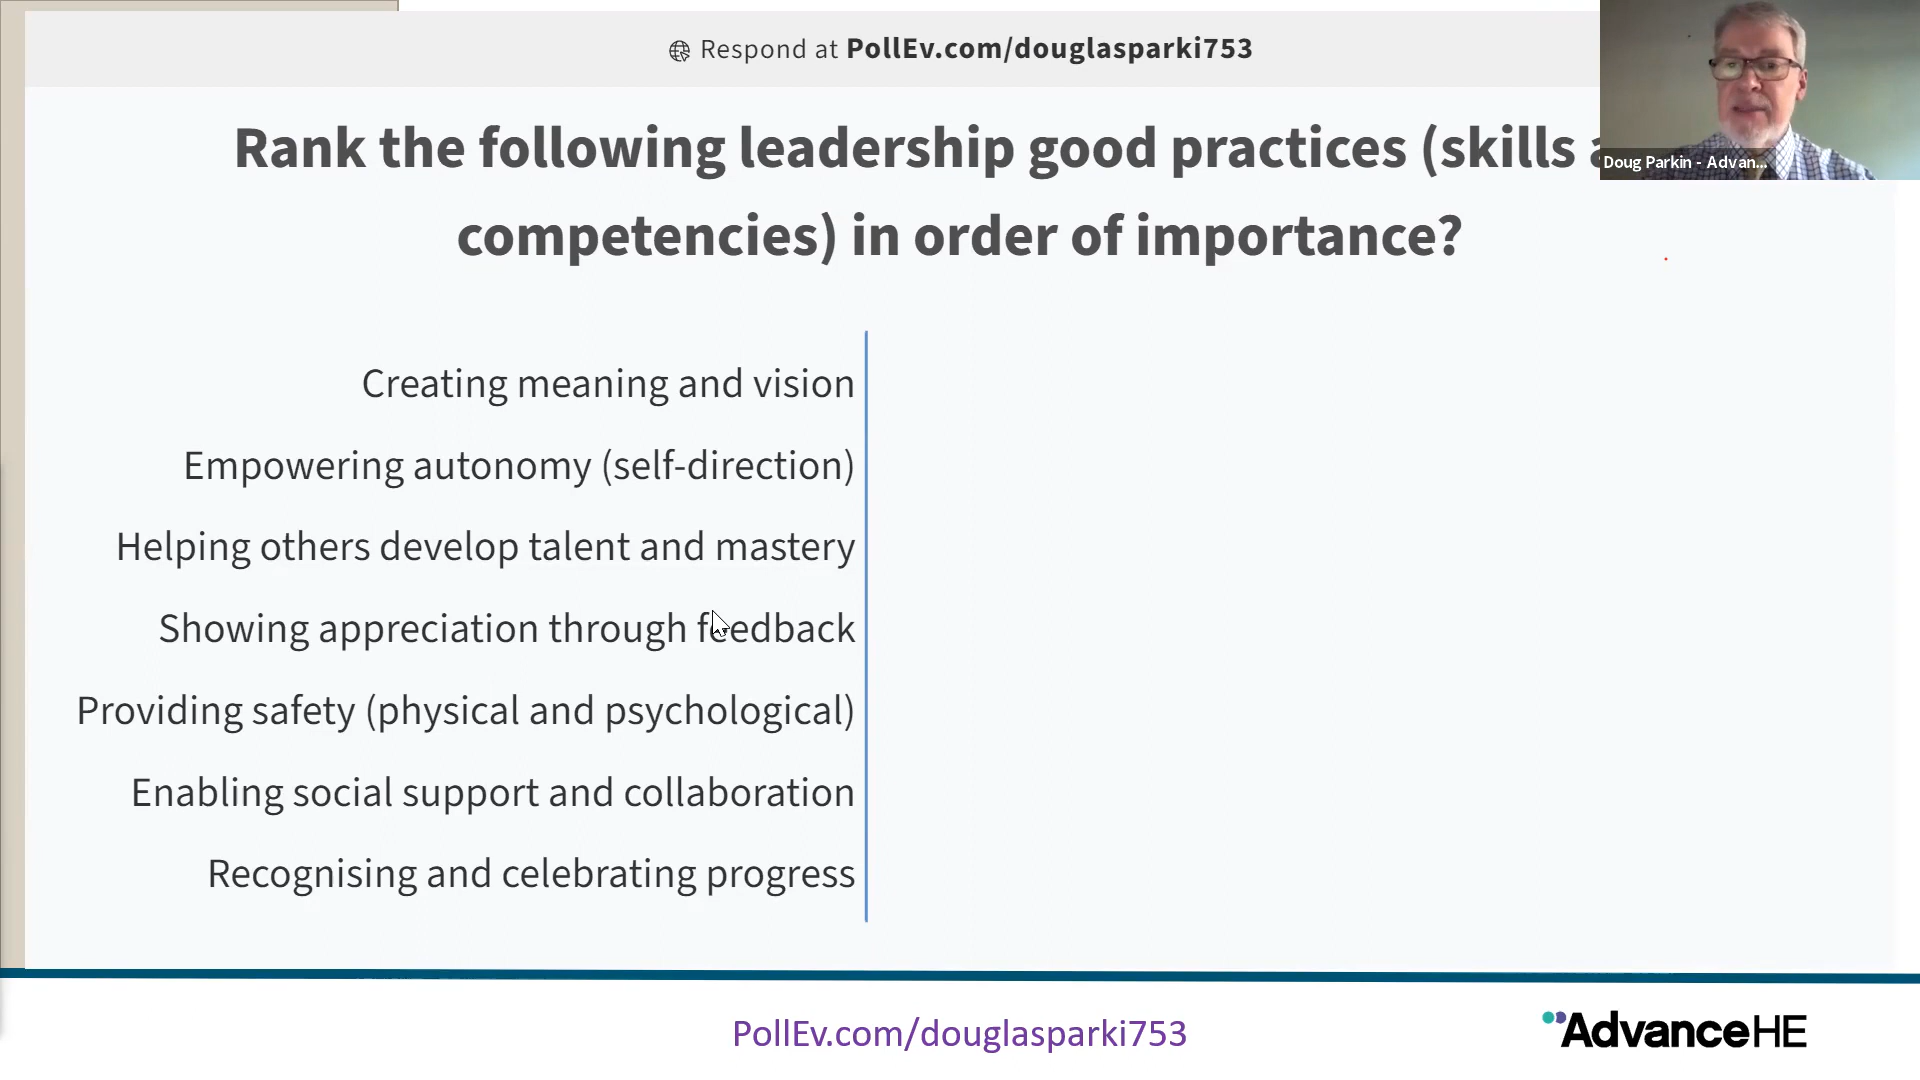 Respond at PollEv.com/douglasparki753
Rank the following leadership good practices (skills
competencies) in order of importance?
Doug Parkin - Advan...
Creating meaning and vision
Empowering autonomy (self-direction)
Helping others develop talent and mastery
Showing appreciation through feedback
Providing safety (physical and psychological)
Enabling social support and collaboration
Recognising and celebrating progress
PollEv.com/douglasparki753
AdvanceHE